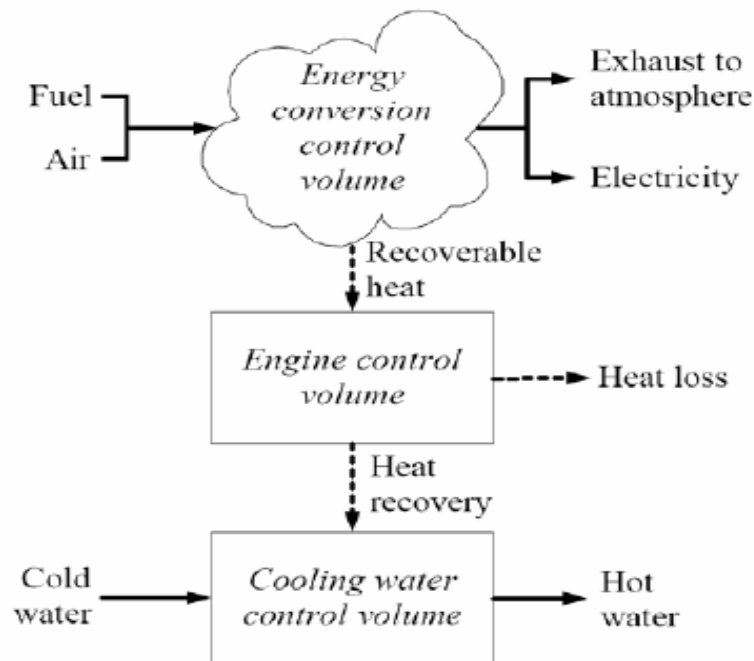 Fuel
Air
Energy
conversion
control
volume
Exhaust to
atmosphere
Electricity
Recoverable
heat
Engine control
volume
Heat loss
Heat
recovery
Cold
water
Cooling water
control volume
Hot
water